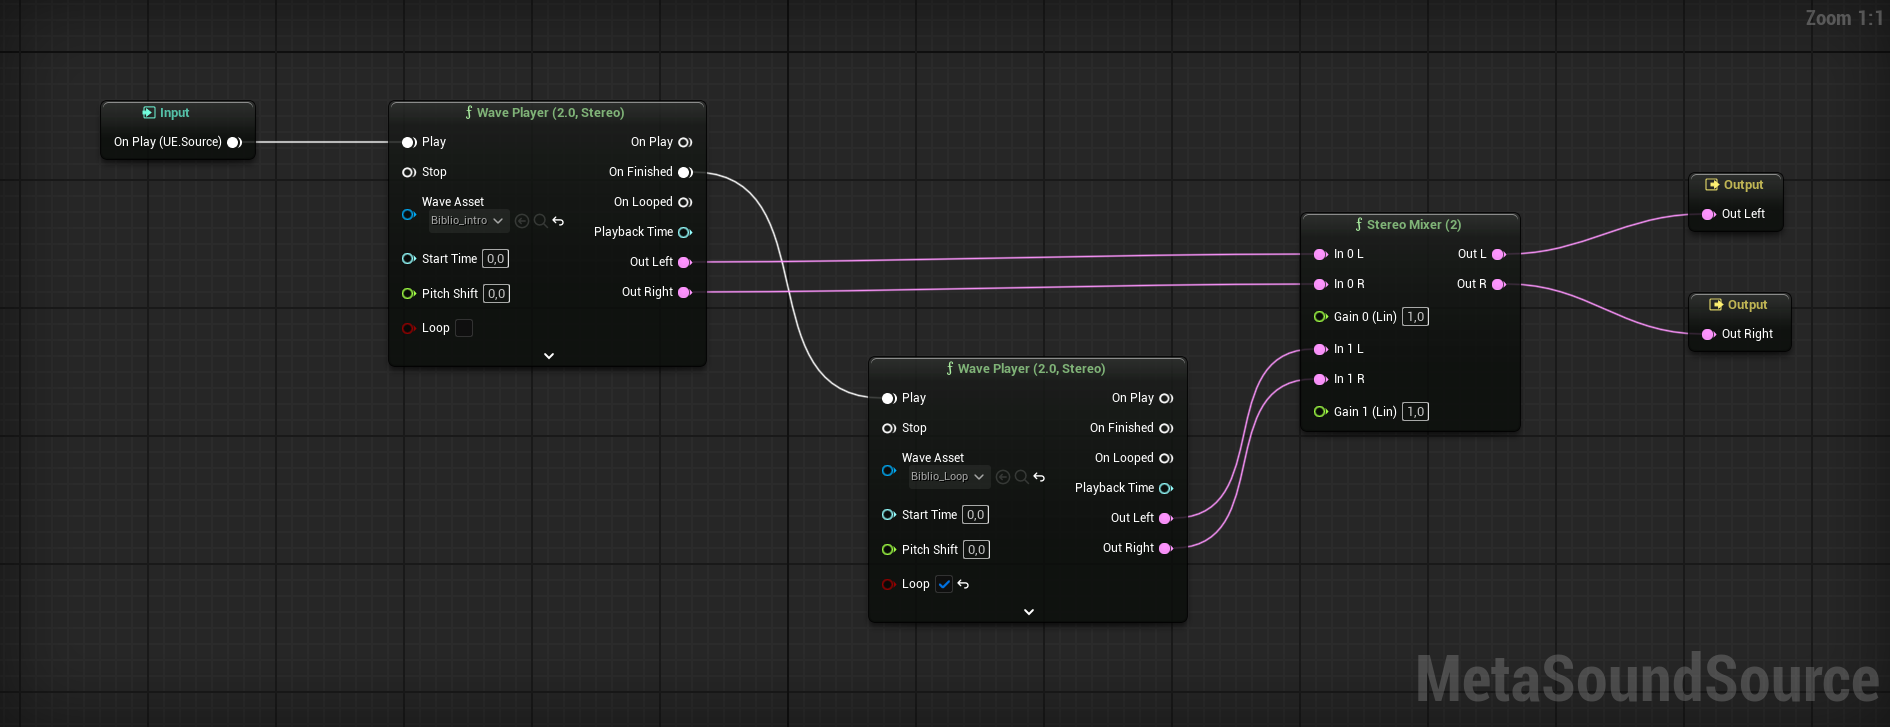 Zoom 1:1
Input
On Play (UE.Source)
Wave Player (2.0, Stereo)
Play
On Play
Stop
On Finished
Wave Asset
On Looped
Biblio_intro
Playback Time
Start Time 0,0
Out Left
Pitch Shift 0,0
Out Right
Loop
Wave Player (2.0, Stereo)
Play
On Play
Stop
On Finished
Wave Asset
On Looped
Biblio_Loop
Playback Time
Start Time 0,0
Out Left
Pitch Shift 0,0
Out Right
Loop
Stereo Mixer (2)
In 0 L
Out L
In 0 R
Out R
Gain 0 (Lin) 1,0
In 1 L
In 1 R
Gain 1 (Lin) 1,0
Output
Out Left
Output
Out Right
MetaSoundSource